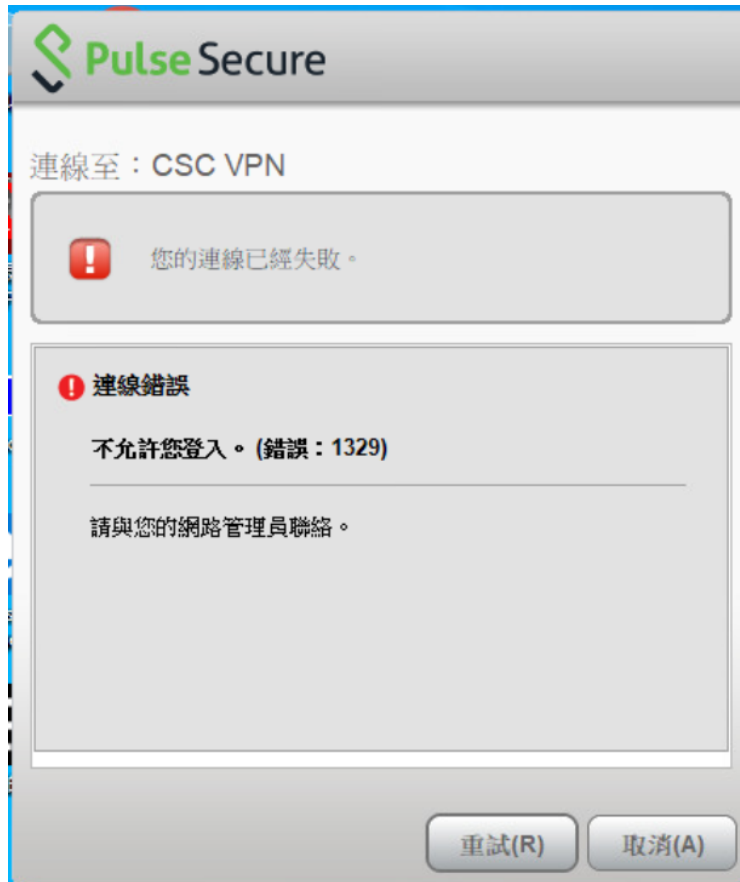 Pulse Secure
連線至：CSC VPN
您的連線已經失敗。
連線錯誤
不允許您登入。(錯誤：1329)
請與您的網路管理員聯絡。
重試(R)
取消(A)